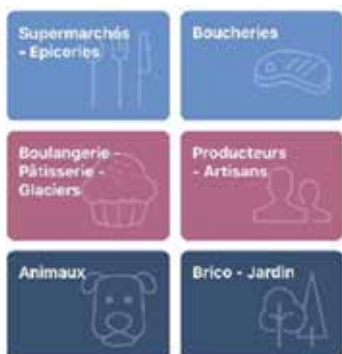 Supermarchés
- Epiceries
Boucheries
Boulangerie -
Pâtisserie -
Glaciers
Producteurs
- Artisans
Animaux
Brico - Jardin